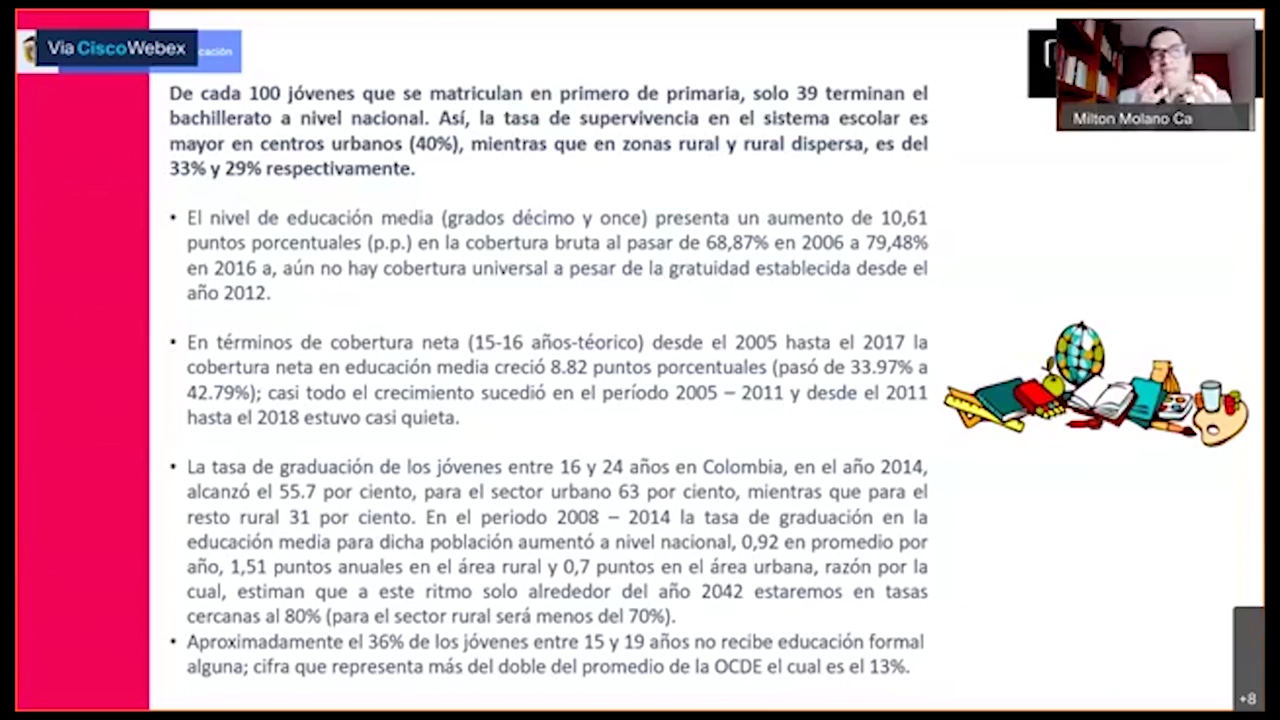 Via Cisco Webex
cación
De cada 100 jóvenes que se matriculan en primero de primaria, solo 39 terminan el
bachillerato a nivel nacional. Así, la tasa de supervivencia en el sistema escolar es
mayor en centros urbanos (40%), mientras que en zonas rural y rural dispersa, es del
33% y 29% respectivamente.
• El nivel de educación media (grados décimo y once) presenta un aumento de 10,61
puntos porcentuales (p.p.) en la cobertura bruta al pasar de 68,87% en 2006 a 79,48%
en 2016 a, aún no hay cobertura universal a pesar de la gratuidad establecida desde el
año 2012.
• En términos de cobertura neta (15-16 años-téorico) desde el 2005 hasta el 2017 la
cobertura neta en educación media creció 8.82 puntos porcentuales (pasó de 33.97% a
42.79%); casi todo el crecimiento sucedió en el período 2005 – 2011 y desde el 2011
hasta el 2018 estuvo casi quieta.
• La tasa de graduación de los jóvenes entre 16 y 24 años en Colombia, en el año 2014,
alcanzó el 55.7 por ciento, para el sector urbano 63 por ciento, mientras que para el
resto rural 31 por ciento. En el periodo 2008 – 2014 la tasa de graduación en la
educación media para dicha población aumentó a nivel nacional, 0,92 en promedio por
año, 1,51 puntos anuales en el área rural y 0,7 puntos en el área urbana, razón por la
cual, estiman que a este ritmo solo alrededor del año 2042 estaremos en tasas
cercanas al 80% (para el sector rural será menos del 70%).
• Aproximadamente el 36% de los jóvenes entre 15 y 19 años no recibe educación formal
alguna; cifra que representa más del doble del promedio de la OCDE el cual es el 13%.
Milton Molano Ca
+8